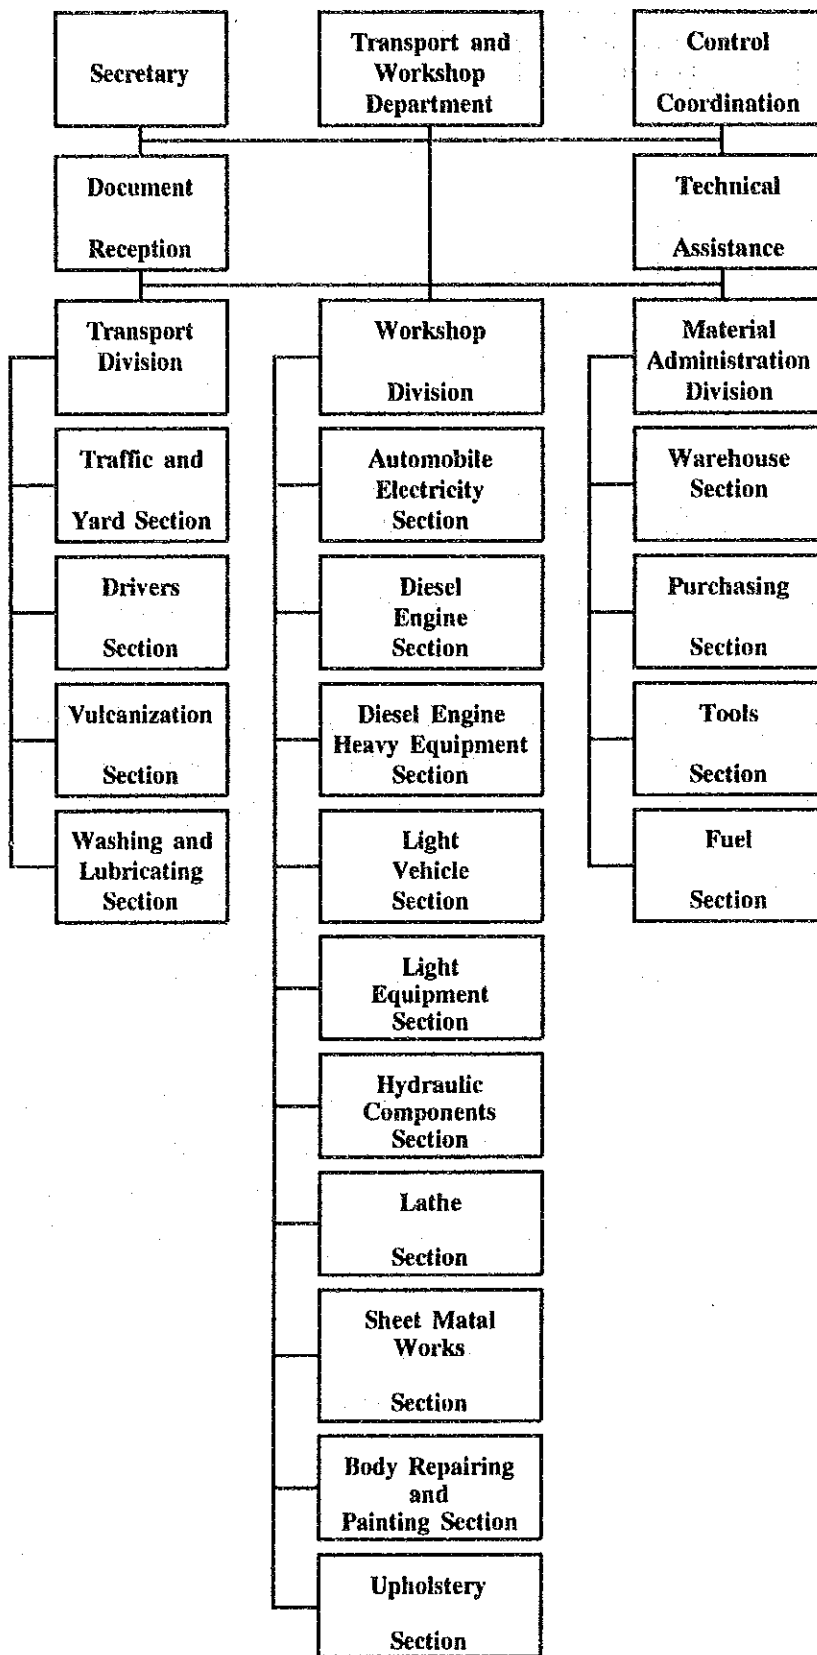 Secretary
Transport and
Workshop
Department
Control
Coordination
Document
Reception
Technical
Assistance
Transport
Division
Workshop
Division
Material
Administration
Division
Traffic and
Yard Section
Automobile
Electricity
Section
Warehouse
Section
Drivers
Section
Diesel
Engine
Section
Purchasing
Section
Vulcanization
Section
Diesel Engine
Heavy Equipment
Section
Tools
Section
Washing and
Lubricating
Section
Light
Vehicle
Section
Fuel
Section
Light
Equipment
Section
Hydraulic
Components
Section
Lathe
Section
Sheet Matal
Works
Section
Body Repairing
and
Painting Section
Upholstery
Section